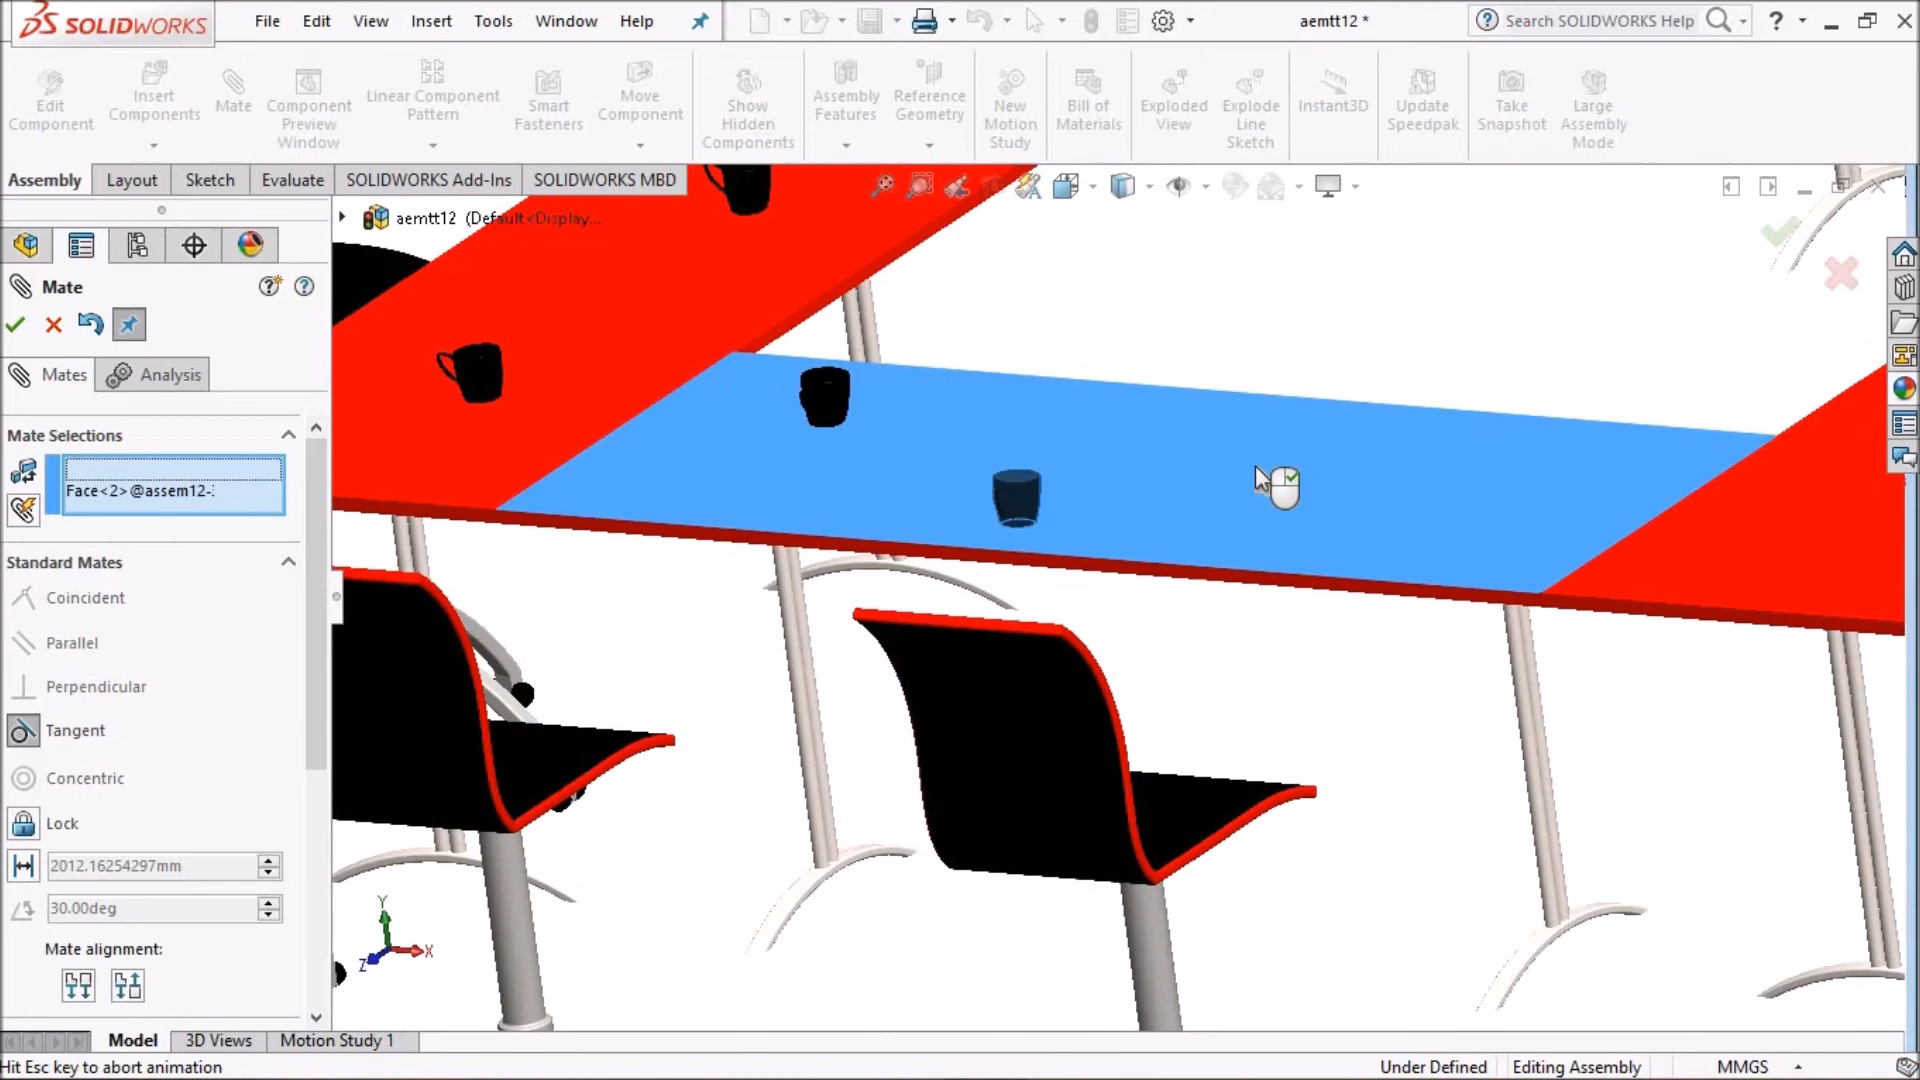 SOLIDWORKS
File Edit View Insert Tools Window Help
aemtt12 *
Search SOLIDWORKS Help
?
Edit Component
Insert Components
Mate
Component Preview Window
Linear Component Pattern
Smart Fasteners
Move Component
Show Hidden Components
Assembly Features
Reference Geometry
New Motion Study
Bill of Materials
Exploded View
Explode Line Sketch
Instant3D
Update Speedpak
Take Snapshot
Large Assembly Mode
Assembly Layout Sketch Evaluate SOLIDWORKS Add-Ins SOLIDWORKS MBD
aemtt12 (Default<Display...
Mate
Mates Analysis
Mate Selections
Face<2>@assem12-
Standard Mates
Coincident
Parallel
Perpendicular
Tangent
Concentric
Lock
2012.16254297mm
30.00deg
Mate alignment:
Y
X
Z
Model 3D Views Motion Study 1
Hit Esc key to abort animation
Under Defined Editing Assembly MMGS